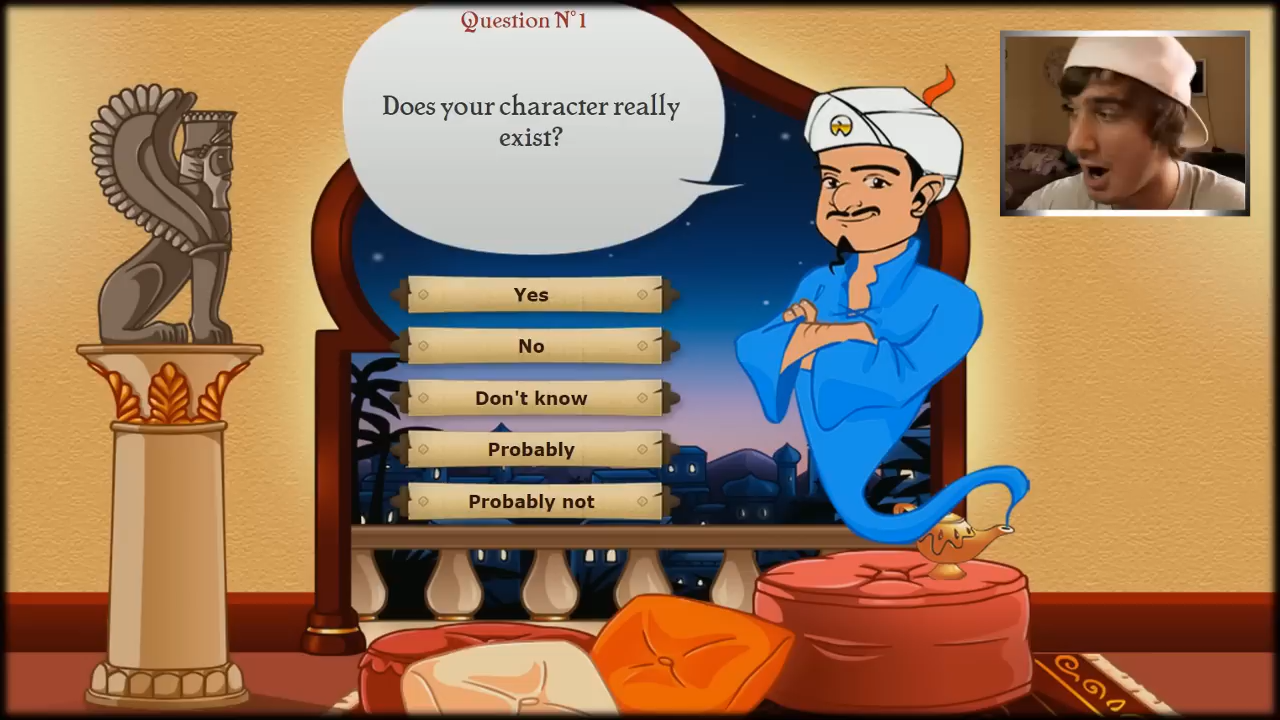 Question N°1
Does your character really
exist?
Yes
No
Don't know
Probably
Probably not